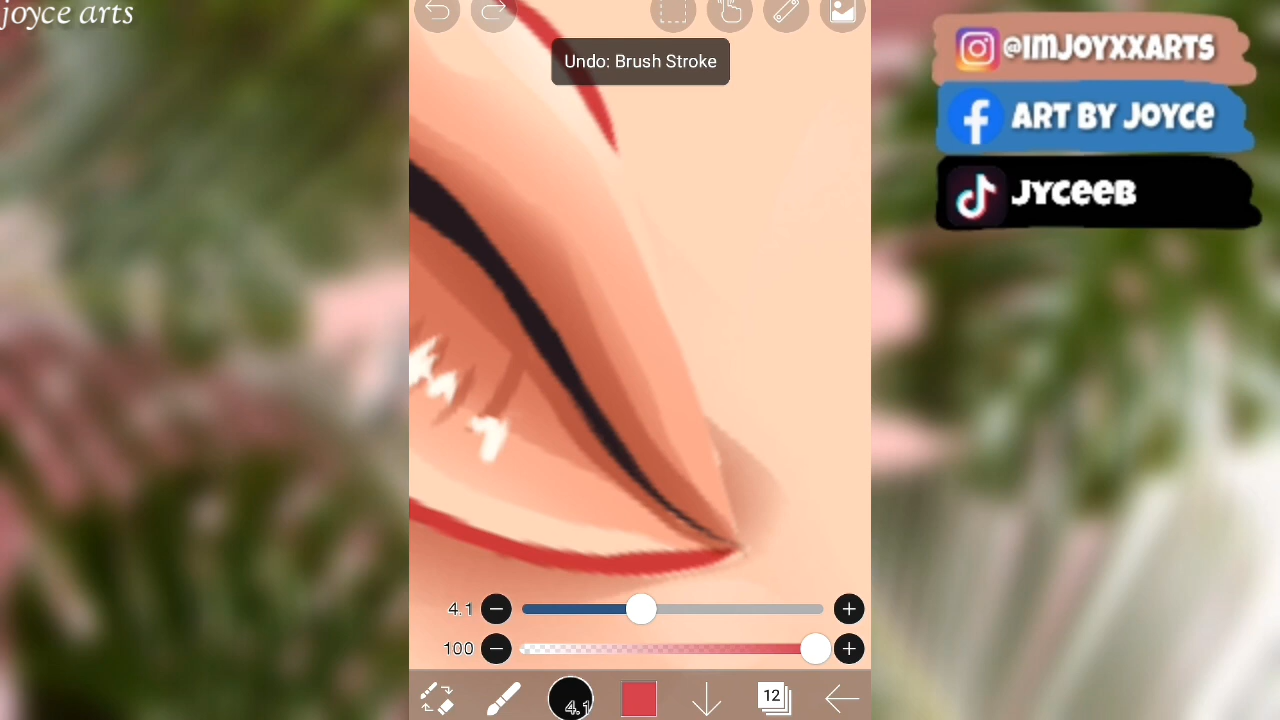 joyce arts
Undo: Brush Stroke
@IMJOYXXARTS
ART BY JOYCE
JYCEEB
4.1
100
4.1
12